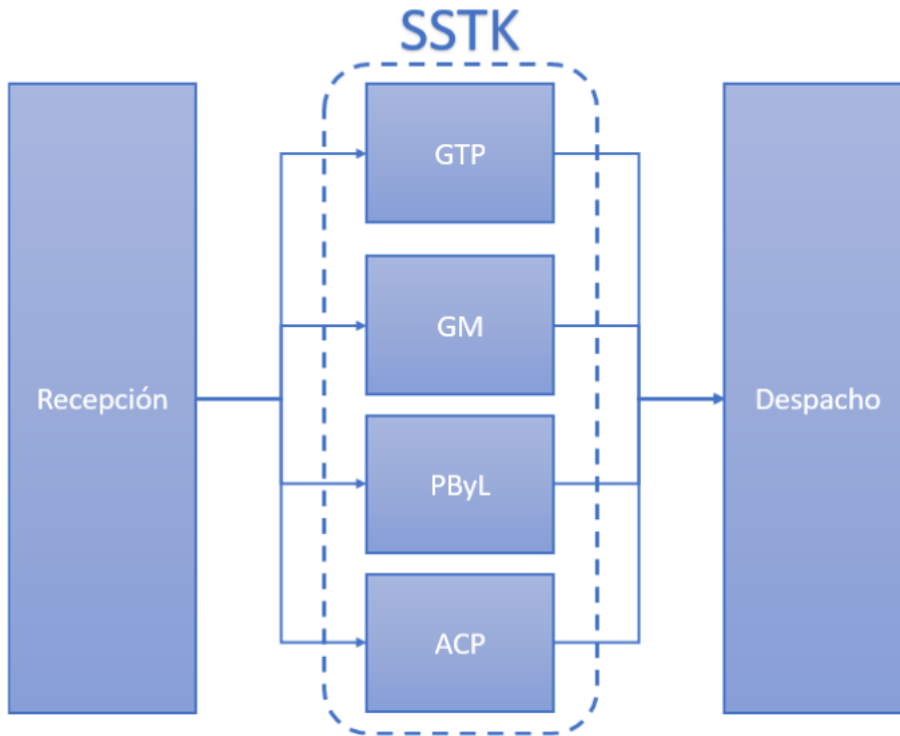 SSTK
Recepción
GTP
GM
PByL
ACP
Despacho